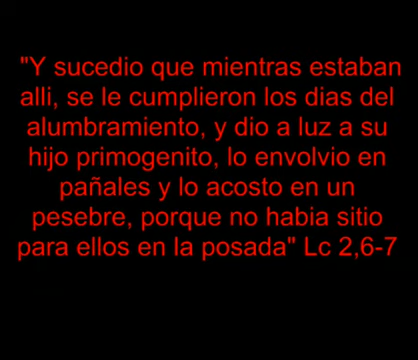 "Y sucedio que mientras estaban
alli, se le cumplieron los dias del
alumbramiento, y dio a luz a su
hijo primogenito, lo envolvio en
pañales y lo acosto en un
pesebre, porque no habia sitio
para ellos en la posada" Lc 2,6-7